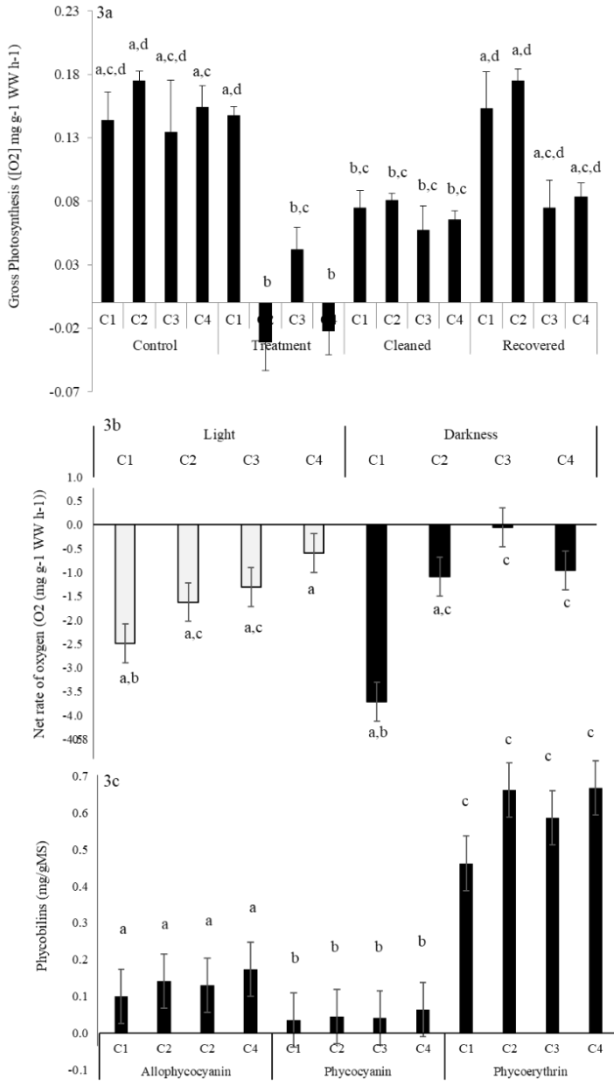 3a
Gross Photosynthesis ([O2] mg g-1 WW h-1)
0.23
0.18
0.13
0.08
0.03
-0.02
-0.07
a,c,d a,d a,c,d a,c a,d b b,c b b,c b,c b,c b,c a,d a,d a,c,d a,c,d
C1 C2 C3 C4 C1 C3 C1 C2 C3 C4 C1 C2 C3 C4
Control Treatment Cleaned Recovered
3b
Light Darkness
C1 C2 C3 C4 C1 C2 C3 C4
Net rate of oxygen (O2 (mg g-1 WW h-1))
1.0
0.0
-0.5
-1.0
-1.5
-2.0
-2.5
-3.0
-3.5
-4.0
a,b a,c a,c a a,b a,c c c
3c
Phycobilins (mg/gMS)
0.7
0.6
0.5
0.4
0.3
0.2
0.1
0.0
-0.1
a a a a b b b b c c c c
C1 C2 C2 C4 C1 C2 C3 C4 C1 C2 C3 C4
Allophycocyanin Phycocyanin Phycoerythrin